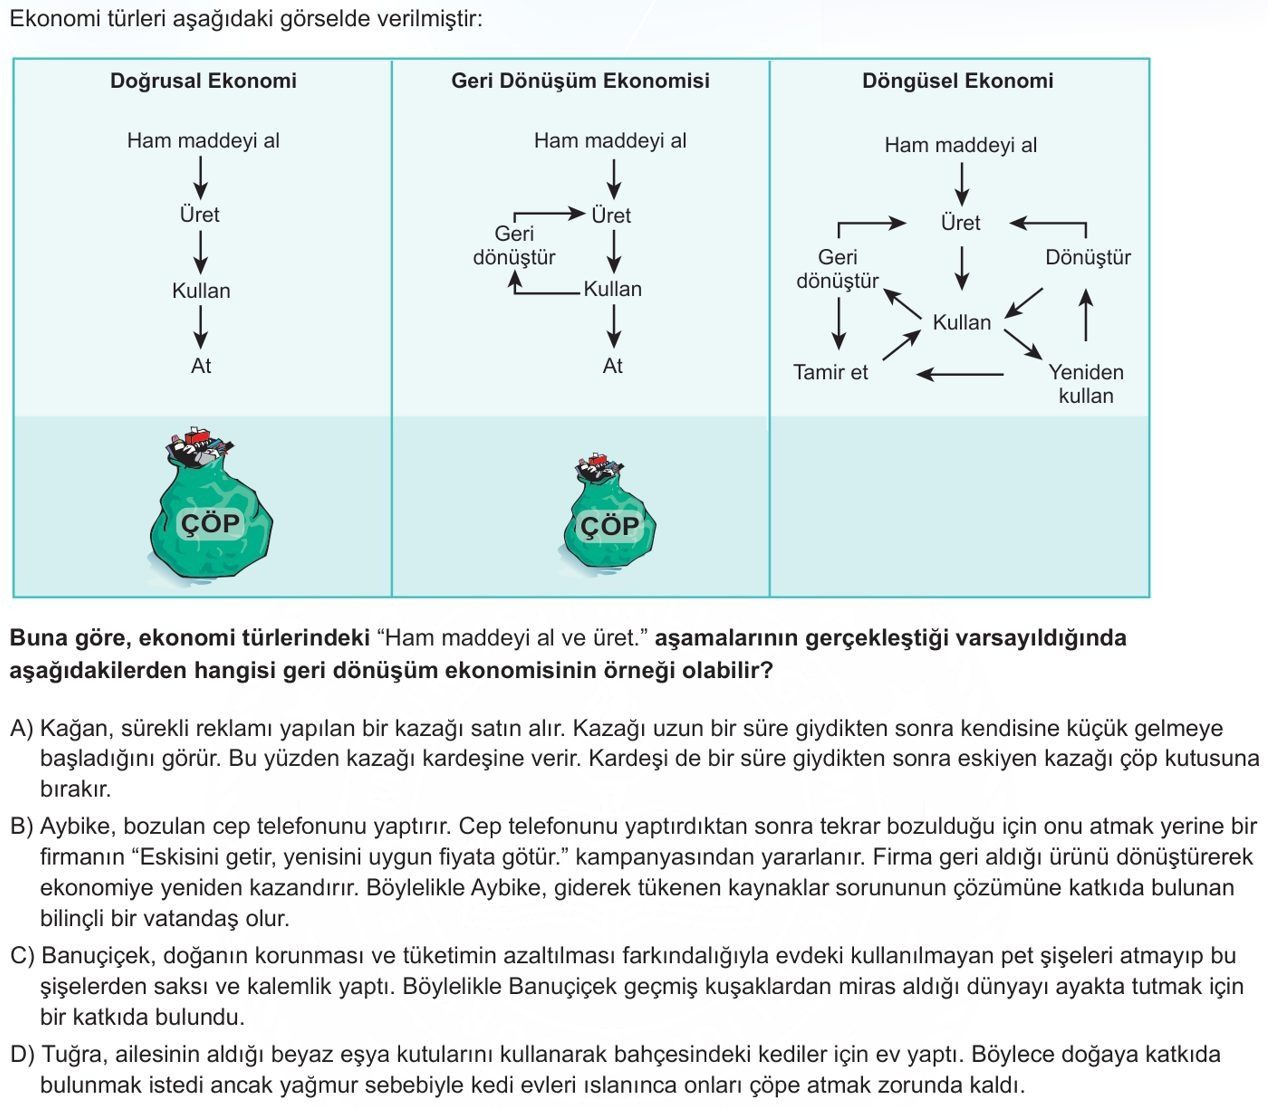 Ekonomi türleri aşağıdaki görselde verilmiştir:
Doğrusal Ekonomi
Ham maddeyi al
Üret
Kullan
At
ÇÖP
Geri Dönüşüm Ekonomisi
Ham maddeyi al
Üret
Geri
dönüştür
Kullan
At
ÇÖP
Döngüsel Ekonomi
Ham maddeyi al
Üret
Geri
dönüştür
Dönüştür
Kullan
Tamir et
Yeniden
kullan
Buna göre, ekonomi türlerindeki “Ham maddeyi al ve üret.” aşamalarının gerçekleştiği varsayıldığında
aşağıdakilerden hangisi geri dönüşüm ekonomisinin örneği olabilir?
A) Kağan, sürekli reklamı yapılan bir kazağı satın alır. Kazağı uzun bir süre giydikten sonra kendisine küçük gelmeye
başladığını görür. Bu yüzden kazağı kardeşine verir. Kardeşi de bir süre giydikten sonra eskiyen kazağı çöp kutusuna
bırakır.
B) Aybike, bozulan cep telefonunu yaptırır. Cep telefonunu yaptırdıktan sonra tekrar bozulduğu için onu atmak yerine bir
firmanın “Eskisini getir, yenisini uygun fiyata götür.” kampanyasından yararlanır. Firma geri aldığı ürünü dönüştürerek
ekonomiye yeniden kazandırır. Böylelikle Aybike, giderek tükenen kaynaklar sorununun çözümüne katkıda bulunan
bilinçli bir vatandaş olur.
C) Banuçiçek, doğanın korunması ve tüketimin azaltılması farkındalığıyla evdeki kullanılmayan pet şişeleri atmayıp bu
şişelerden saksı ve kalemlik yaptı. Böylelikle Banuçiçek geçmiş kuşaklardan miras aldığı dünyayı ayakta tutmak için
bir katkıda bulundu.
D) Tuğra, ailesinin aldığı beyaz eşya kutularını kullanarak bahçesindeki kediler için ev yaptı. Böylece doğaya katkıda
bulunmak istedi ancak yağmur sebebiyle kedi evleri ıslanınca onları çöpe atmak zorunda kaldı.